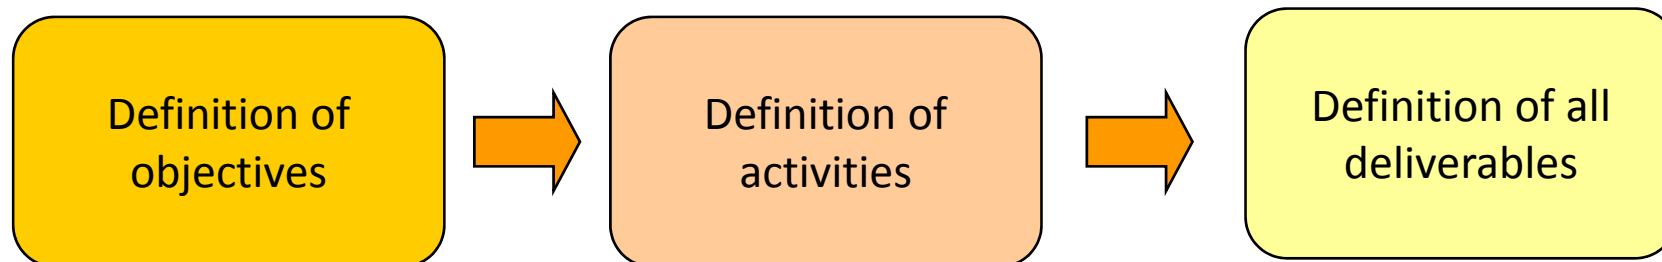 Definition of
objectives
Definition of
activities
Definition of all
deliverables